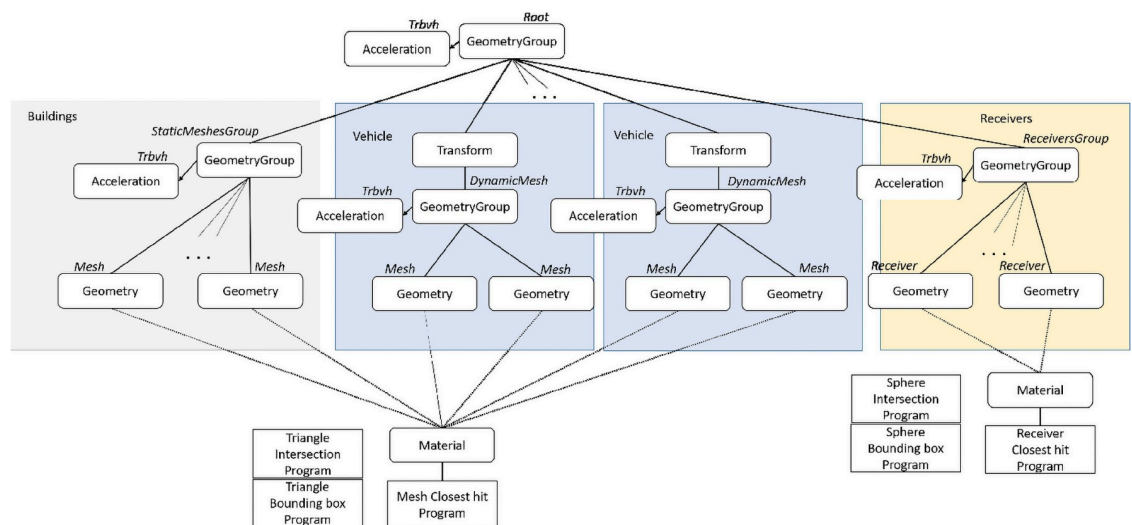 Trbvh
Root
Acceleration
GeometryGroup
Buildings
StaticMeshesGroup
Trbvh
Acceleration
GeometryGroup
...
Mesh
Mesh
Geometry
Geometry
...
Vehicle
Transform
Trbvh
DynamicMesh
Acceleration
GeometryGroup
Mesh
Mesh
Geometry
Geometry
Vehicle
Transform
Trbvh
DynamicMesh
Acceleration
GeometryGroup
Mesh
Mesh
Geometry
Geometry
Receivers
ReceiversGroup
Trbvh
Acceleration
GeometryGroup
...
Receiver
Receiver
Geometry
Geometry
Triangle
Intersection
Program
Triangle
Bounding box
Program
Material
Mesh Closest hit
Program
Sphere
Intersection
Program
Sphere
Bounding box
Program
Material
Receiver
Closest hit
Program